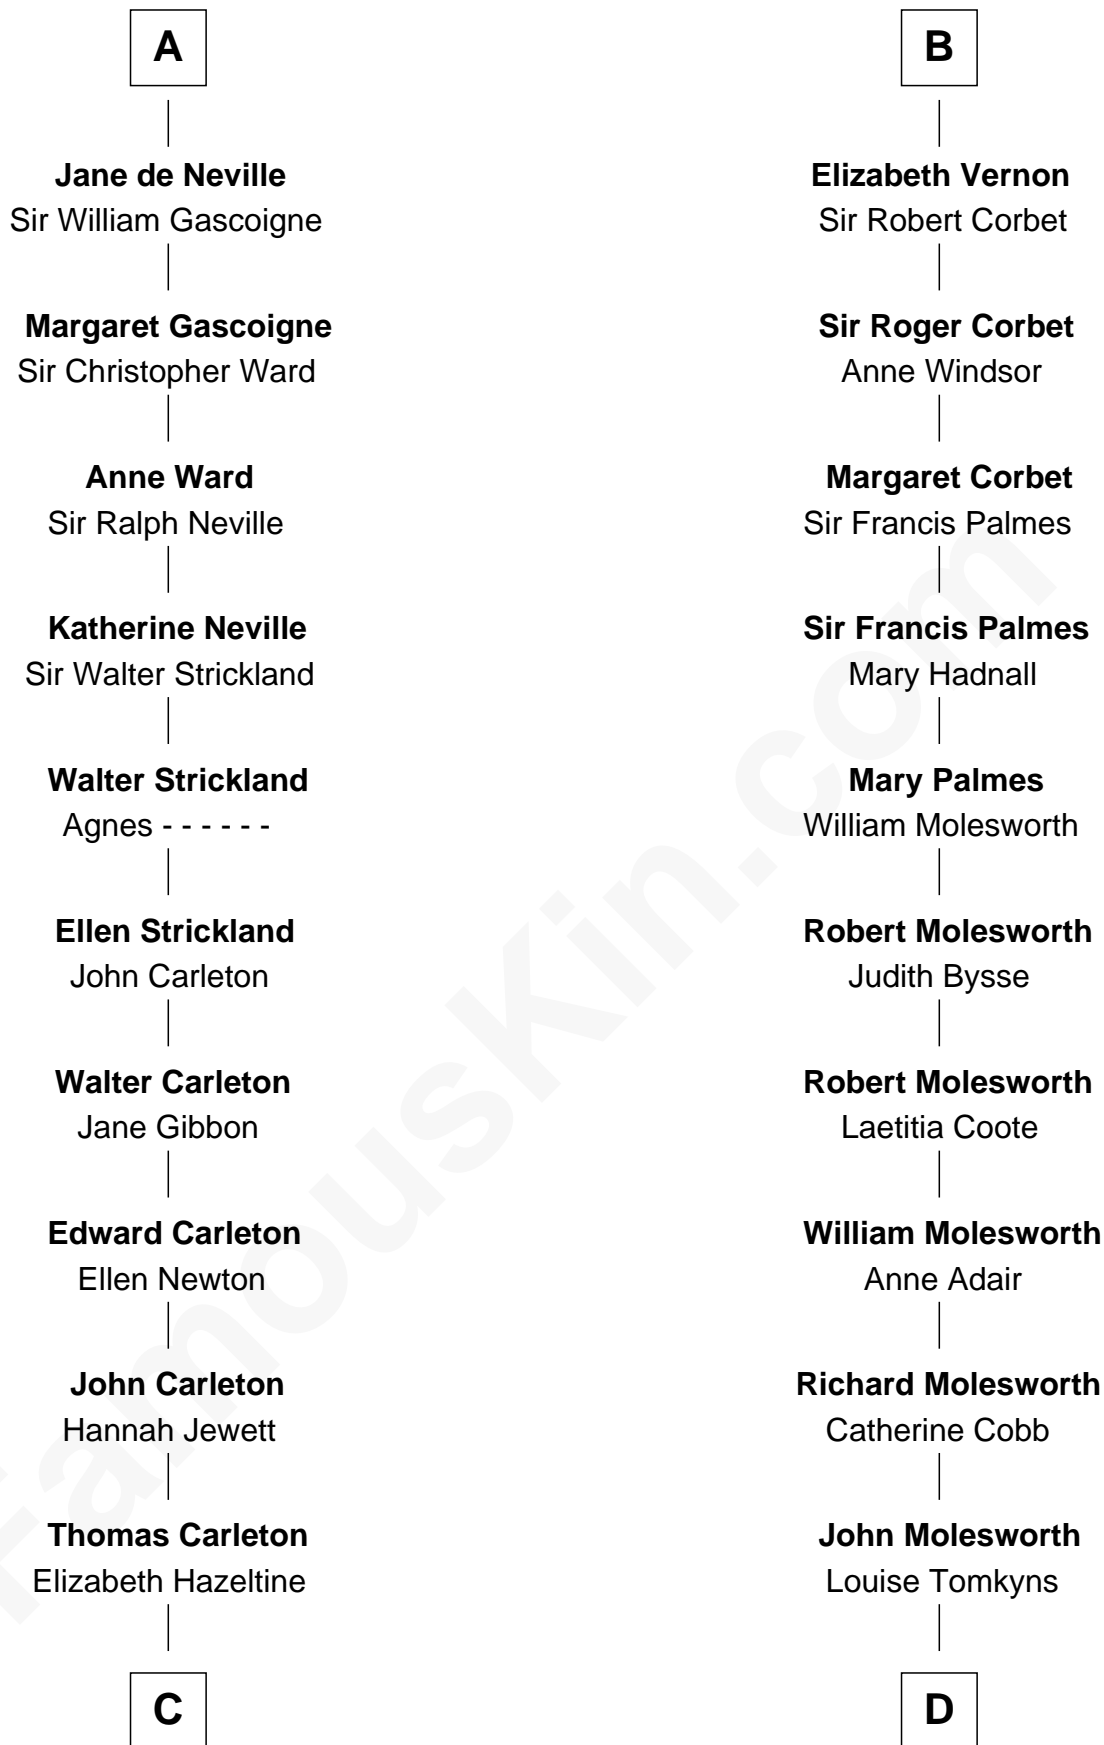 A
Jane de Neville
Sir William Gascoigne
Margaret Gascoigne
Sir Christopher Ward
Anne Ward
Sir Ralph Neville
Katherine Neville
Sir Walter Strickland
Walter Strickland
Agnes - - - - - -
Ellen Strickland
John Carleton
Walter Carleton
Jane Gibbon
Edward Carleton
Ellen Newton
John Carleton
Hannah Jewett
Thomas Carleton
Elizabeth Hazeltine
C
B
Elizabeth Vernon
Sir Robert Corbet
Sir Roger Corbet
Anne Windsor
Margaret Corbet
Sir Francis Palmes
Sir Francis Palmes
Mary Hadnall
Mary Palmes
William Molesworth
Robert Molesworth
Judith Bysse
Robert Molesworth
Laetitia Coote
William Molesworth
Anne Adair
Richard Molesworth
Catherine Cobb
John Molesworth
Louise Tomkyns
D
FamousKin.com